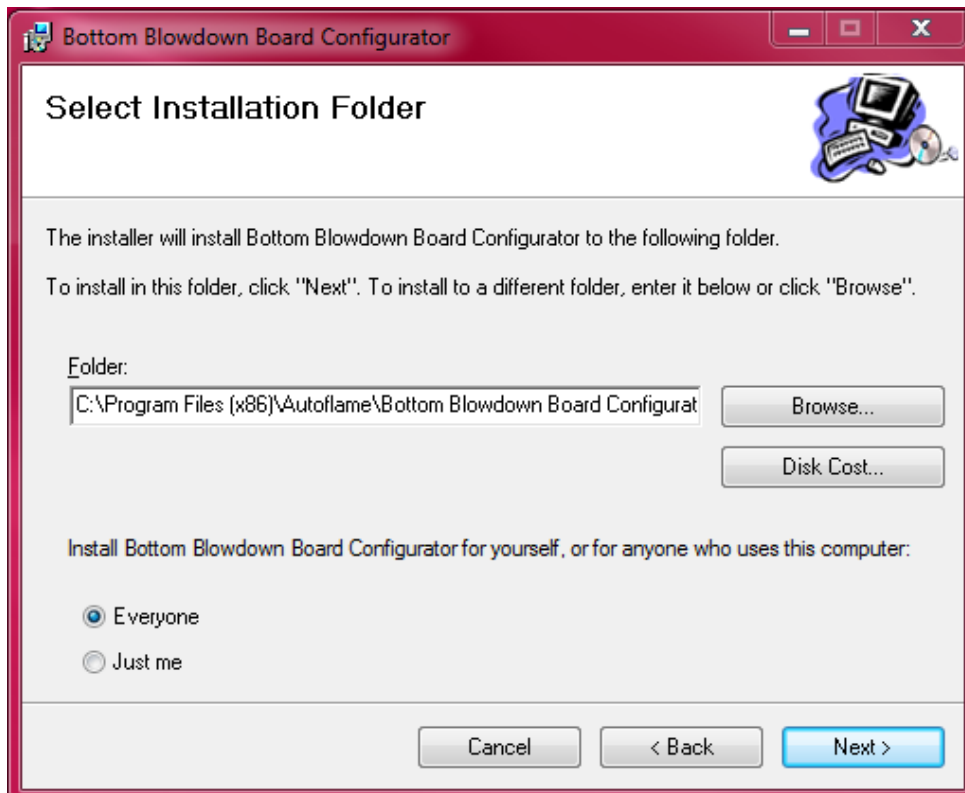 Bottom Blowdown Board Configurator
Select Installation Folder
The installer will install Bottom Blowdown Board Configurator to the following folder.
To install in this folder, click "Next". To install to a different folder, enter it below or click "Browse".
Folder:
C:\Program Files (x86)\Autoflame\Bottom Blowdown Board Configurat
Browse...
Disk Cost...
Install Bottom Blowdown Board Configurator for yourself, or for anyone who uses this computer:
Everyone
Just me
Cancel
< Back
Next >